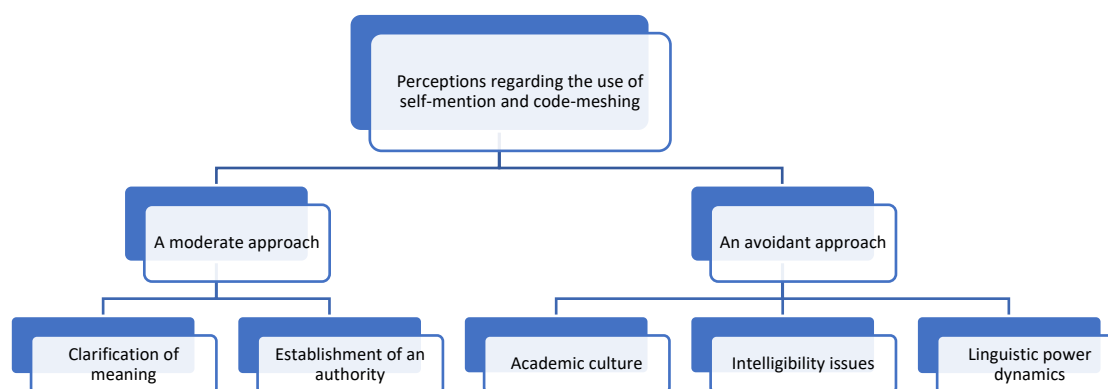 Perceptions regarding the use of
self-mention and code-meshing
A moderate approach
An avoidant approach
Clarification of
meaning
Establishment of an
authority
Academic culture
Intelligibility issues
Linguistic power
dynamics